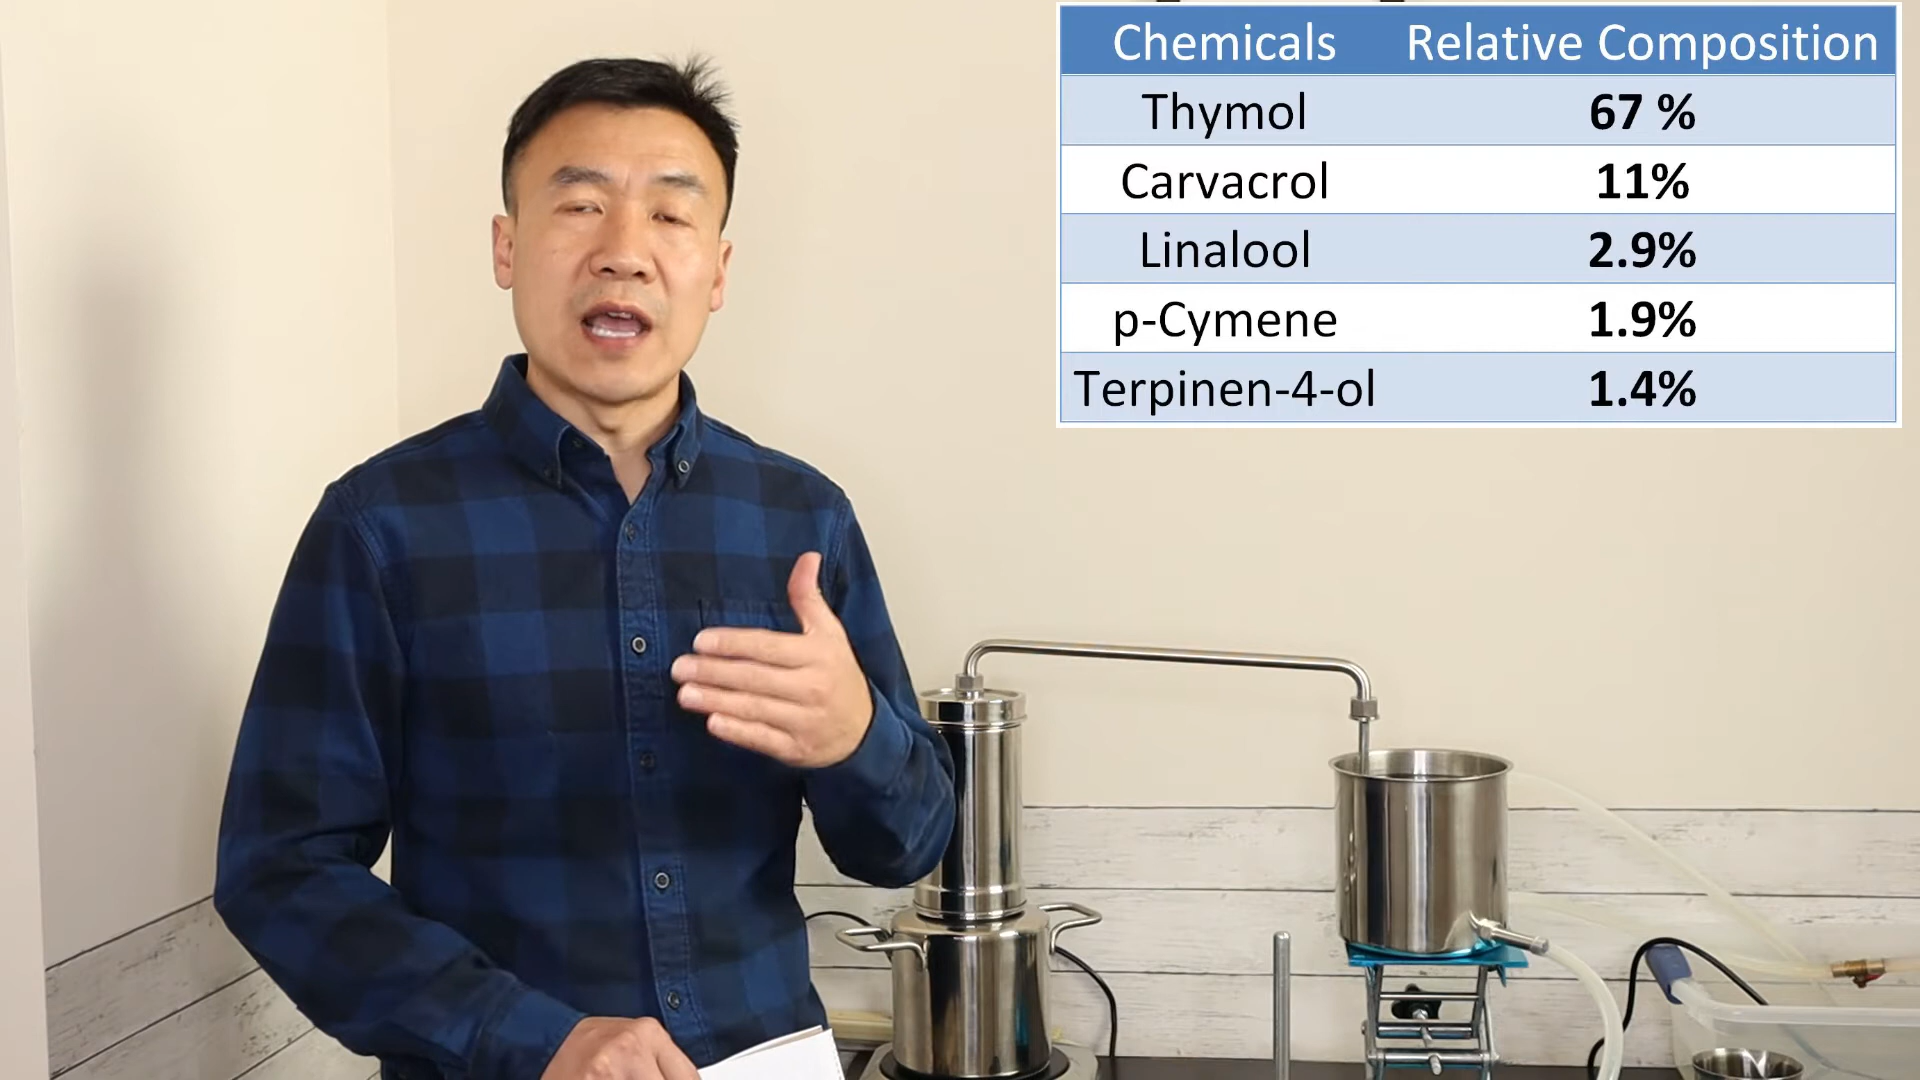 Chemicals Relative Composition
Thymol 67 %
Carvacrol 11%
Linalool 2.9%
p-Cymene 1.9%
Terpinen-4-ol 1.4%